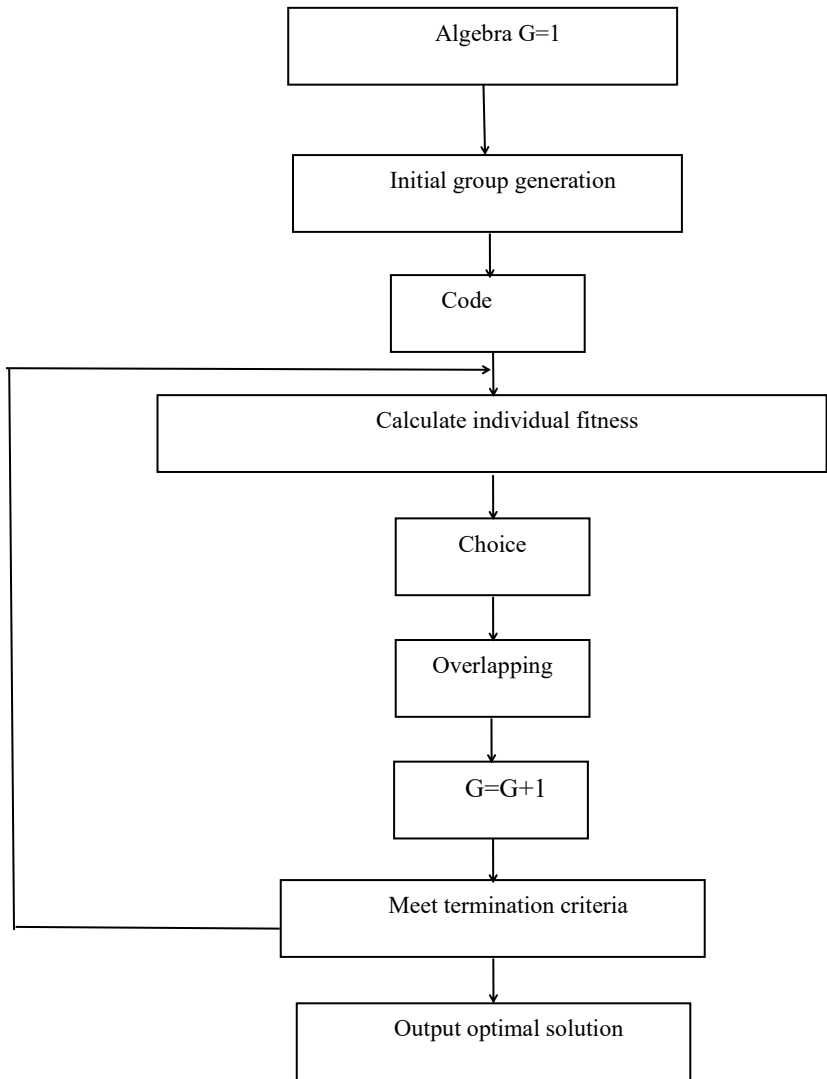 Algebra G=1
Initial group generation
Code
Calculate individual fitness
Choice
Overlapping
G=G+1
Meet termination criteria
Output optimal solution